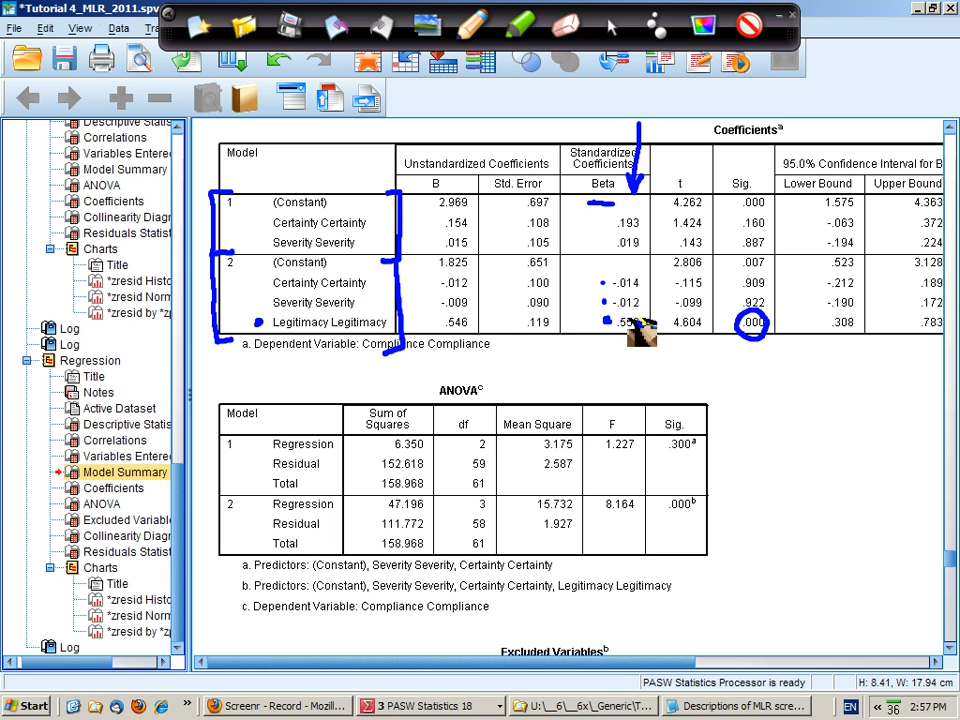 *Tutorial 4_MLR_2011.spv
File Edit View Data
Descriptive Statis
Correlations
Variables Entere
Model Summary
ANOVA
Coefficients
Collinearity Diagr
Residuals Statist
Charts
Title
*zresid Histo
*zresid Norm
*zresid by *z
Log
Log
Regression
Title
Notes
Active Dataset
Descriptive Statis
Correlations
Variables Entere
Model Summary
Coefficients
ANOVA
Excluded Variabl
Collinearity Diagr
Residuals Statist
Charts
Title
*zresid Histo
*zresid Norm
*zresid by *z
Log
Coefficientsa
Model Unstandardized Coefficients Standardized Coefficients t Sig. 95.0% Confidence Interval for B
B Std. Error Beta Lower Bound Upper Bound
1 (Constant) 2.969 .697 4.262 .000 1.575 4.363
Certainty Certainty .154 .108 .193 1.424 .160 -.063 .372
Severity Severity .015 .105 .019 .143 .887 -.194 .224
2 (Constant) 1.825 .651 2.806 .007 .523 3.128
Certainty Certainty -.012 .100 -.014 -.115 .909 -.212 .189
Severity Severity -.009 .090 -.012 -.099 .922 -.190 .172
Legitimacy Legitimacy .546 .119 4.604 .000 .308 .783
a. Dependent Variable: Compliance Compliance
ANOVAc
Model Sum of Squares df Mean Square F Sig.
1 Regression 6.350 2 3.175 1.227 .300a
Residual 152.618 59 2.587
Total 158.968 61
2 Regression 47.196 3 15.732 8.164 .000b
Residual 111.772 58 1.927
Total 158.968 61
a. Predictors: (Constant), Severity Severity, Certainty Certainty
b. Predictors: (Constant), Severity Severity, Certainty Certainty, Legitimacy Legitimacy
c. Dependent Variable: Compliance Compliance
Excluded Variablesb
PASW Statistics Processor is ready H: 8.41, W: 17.94 cm
Start » Screenr - Record - Mozill... 3 PASW Statistics 18 U:\__6\__6x\_Generic\T... Descriptions of MLR scre... EN « 36 2:57 PM